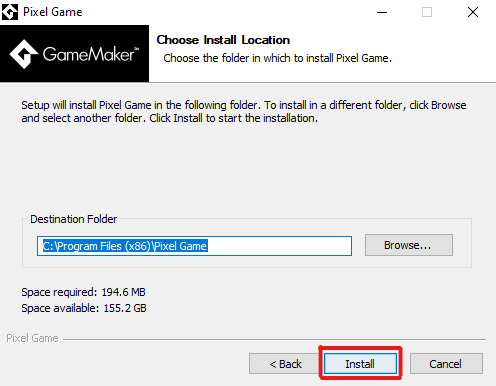 Pixel Game
GameMaker™
Choose Install Location
Choose the folder in which to install Pixel Game.
Setup will install Pixel Game in the following folder. To install in a different folder, click Browse
and select another folder. Click Install to start the installation.
Destination Folder
C:\Program Files (x86)\Pixel Game
Browse...
Space required: 194.6 MB
Space available: 155.2 GB
Pixel Game
< Back
Install
Cancel